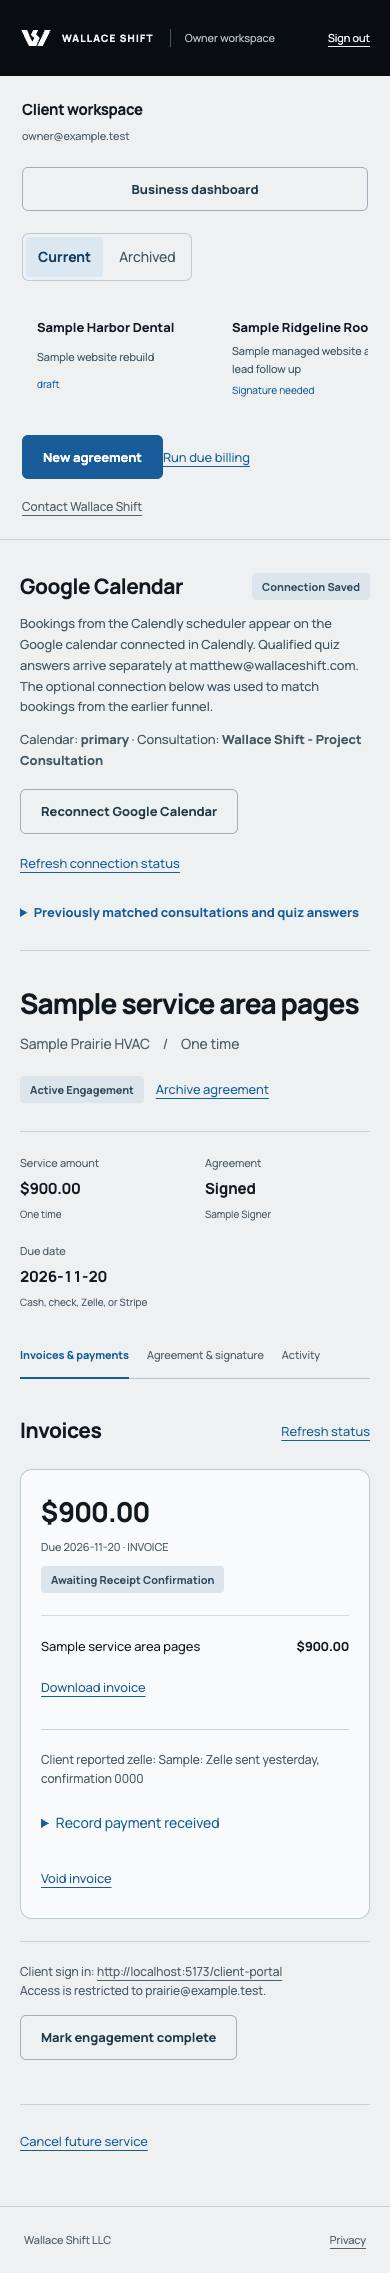 WALLACE SHIFT
Owner workspace
Sign out
Client workspace
owner@example.test
Business dashboard
Current
Archived
Sample Harbor Dental
Sample website rebuild
draft
Sample Ridgeline Roo
Sample managed website a
lead follow up
Signature needed
New agreement
Run due billing
Contact Wallace Shift
Google Calendar
Connection Saved
Bookings from the Calendly scheduler appear on the
Google calendar connected in Calendly. Qualified quiz
answers arrive separately at matthew@wallaceshift.com.
The optional connection below was used to match
bookings from the earlier funnel.
Calendar: primary · Consultation: Wallace Shift - Project
Consultation
Reconnect Google Calendar
Refresh connection status
Previously matched consultations and quiz answers
Sample service area pages
Sample Prairie HVAC / One time
Active Engagement
Archive agreement
Service amount
$900.00
One time
Agreement
Signed
Sample Signer
Due date
2026-11-20
Cash, check, Zelle, or Stripe
Invoices & payments
Agreement & signature
Activity
Invoices
Refresh status
$900.00
Due 2026-11-20 · INVOICE
Awaiting Receipt Confirmation
Sample service area pages
$900.00
Download invoice
Client reported zelle: Sample: Zelle sent yesterday,
confirmation 0000
Record payment received
Void invoice
Client sign in: http://localhost:5173/client-portal
Access is restricted to prairie@example.test.
Mark engagement complete
Cancel future service
Wallace Shift LLC
Privacy